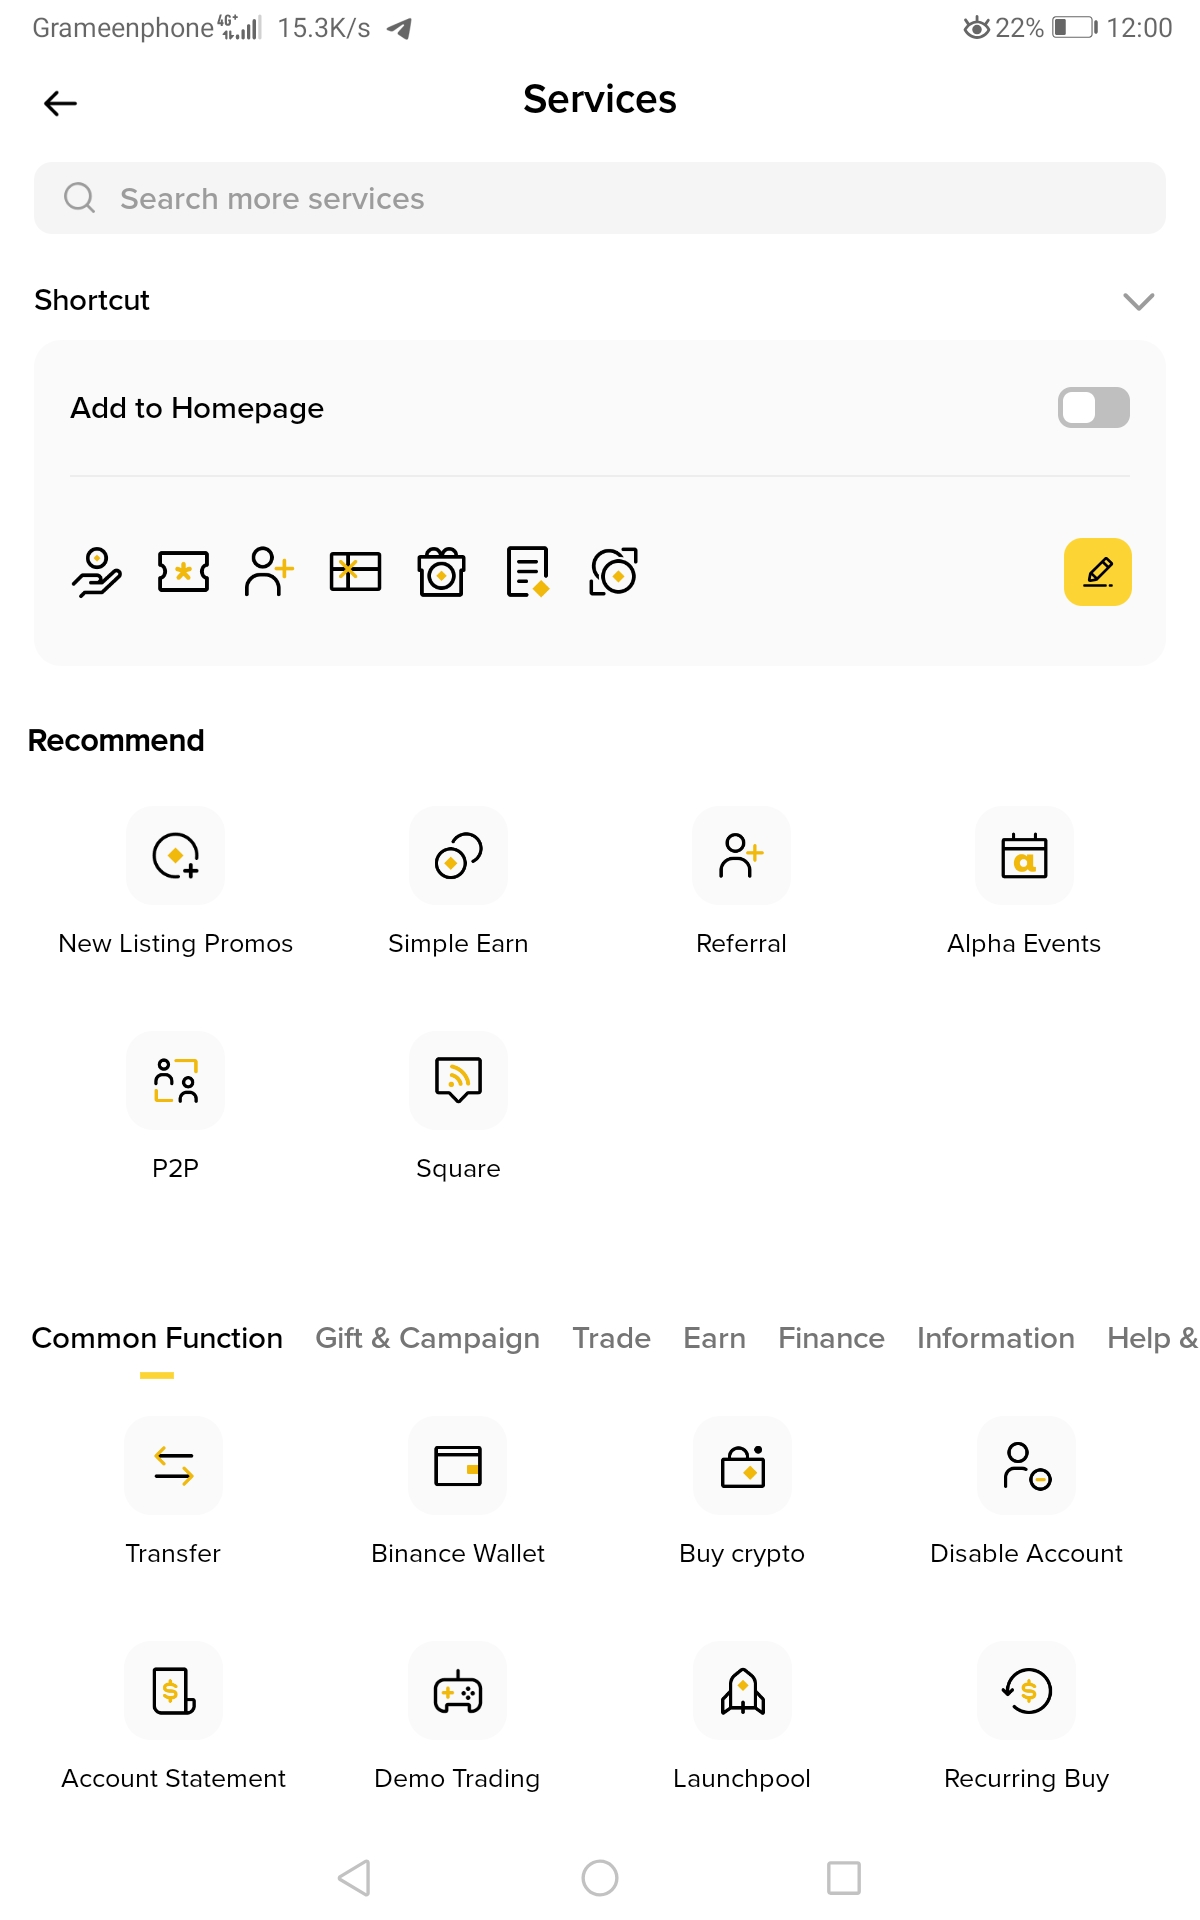 Grameenphone 4G+ 15.3K/s 22% 12:00
Services
Search more services
Shortcut
Add to Homepage
Recommend
New Listing Promos Simple Earn Referral Alpha Events
P2P Square
Common Function Gift & Campaign Trade Earn Finance Information Help &
Transfer Binance Wallet Buy crypto Disable Account
Account Statement Demo Trading Launchpool Recurring Buy